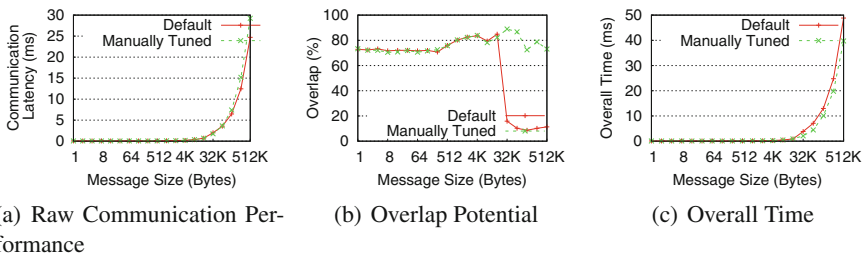 30
25
20
15
10
5
0
Communication
Latency (ms)
Default
Manually Tuned
1 8 64 512 4K 32K 512K
Message Size (Bytes)
100
80
60
40
20
0
Overlap (%)
Default
Manually Tuned
1 8 64 512 4K 32K 512K
Message Size (Bytes)
50
40
30
20
10
0
Overall Time (ms)
Default
Manually Tuned
1 8 64 512 4K 32K 512K
Message Size (Bytes)
a) Raw Communication Per-
formance
(b) Overlap Potential
(c) Overall Time